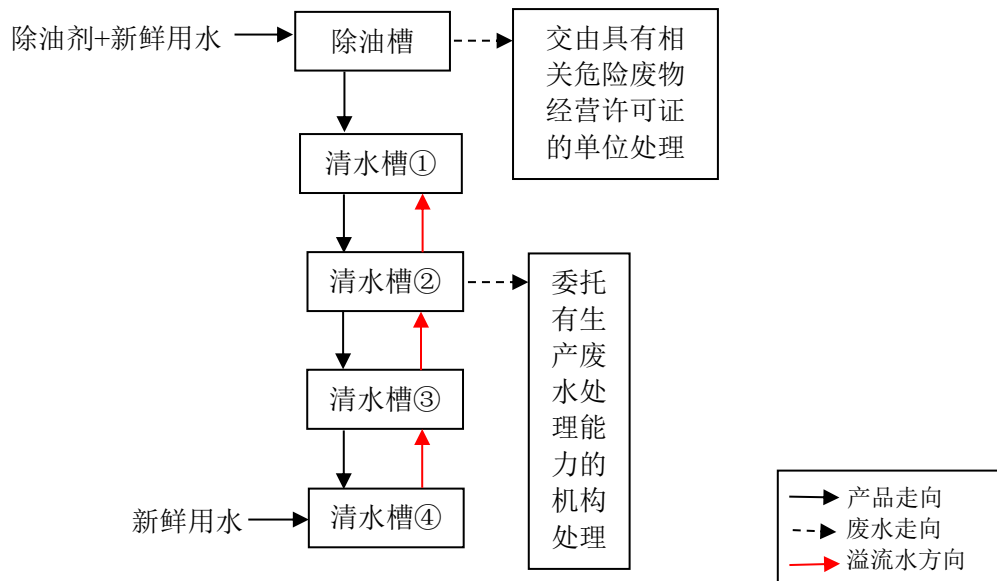 除油剂+新鲜用水
除油槽
交由具有相
关危险废物
经营许可证
的单位处理
清水槽①
清水槽②
委托
有生
产废
水处
理能
力的
机构
处理
清水槽③
新鲜用水
清水槽④
产品走向
废水走向
溢流水方向